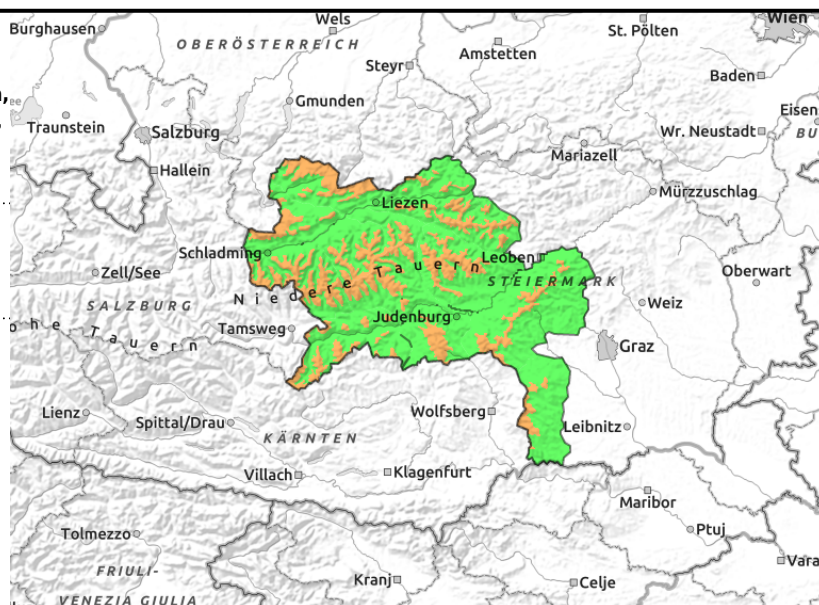 Wels
Wien
Burghausen
St. Pölten
OBERÖSTERREICH
Amstetten
Steyr
Baden
Gmunden
Eisen
Traunstein
Salzburg
Wr. Neustadt
BU
Mariazell
Hallein
Mürzzuschlag
Liezen
Schladming
Leoben
Zell/See
Niedere Tauern
Oberwart
STEIERMARK
SALZBURG
Weiz
Hohe Tauern
Tamsweg
Judenburg
Graz
Lienz
Spittal/Drau
Wolfsberg
Leibnitz
KÄRNTEN
Villach
Klagenfurt
Maribor
Tolmezzo
Ptuj
Vara
FRIULI-
VENEZIA GIULIA
Kranj
Celje